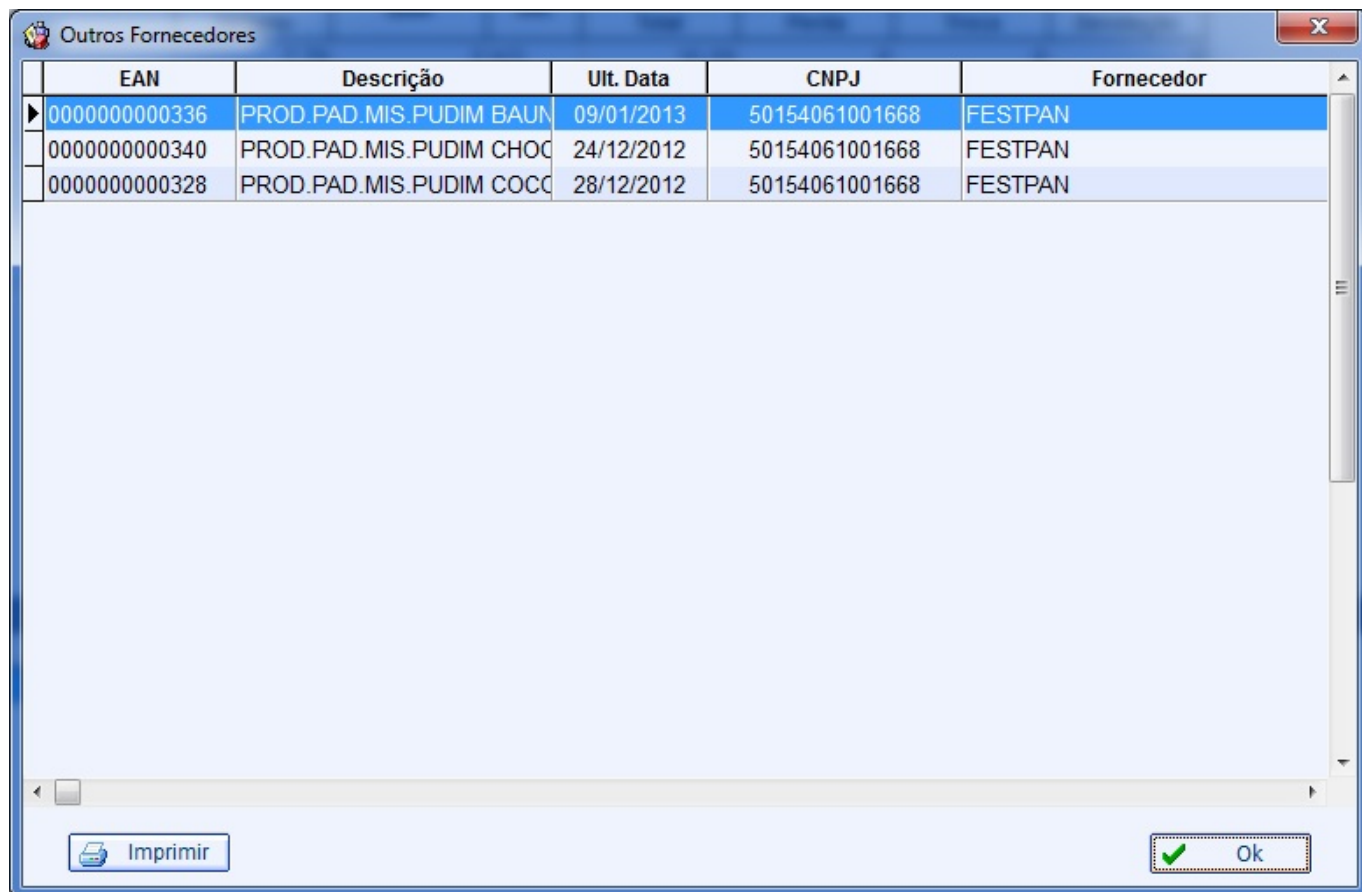 Outros Fornecedores
EAN Descrição Ult. Data CNPJ Fornecedor
0000000000336 PROD.PAD.MIS.PUDIM BAUN 09/01/2013 50154061001668 FESTPAN
0000000000340 PROD.PAD.MIS.PUDIM CHOC 24/12/2012 50154061001668 FESTPAN
0000000000328 PROD.PAD.MIS.PUDIM COCO 28/12/2012 50154061001668 FESTPAN
Imprimir Ok